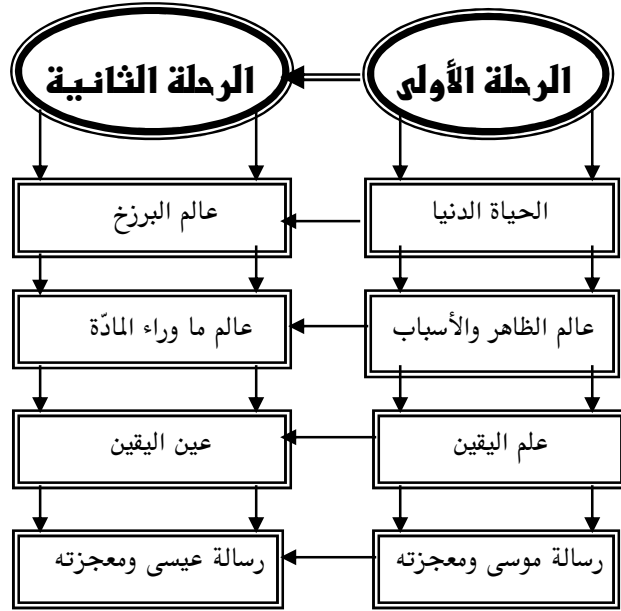 الرحلة الأولى
الرحلة الثانية
الحياة الدنيا
عالم البرزخ
عالم الظاهر والأسباب
عالم ما وراء المادّة
علم اليقين
عين اليقين
رسالة موسى ومعجزته
رسالة عيسى ومعجزته